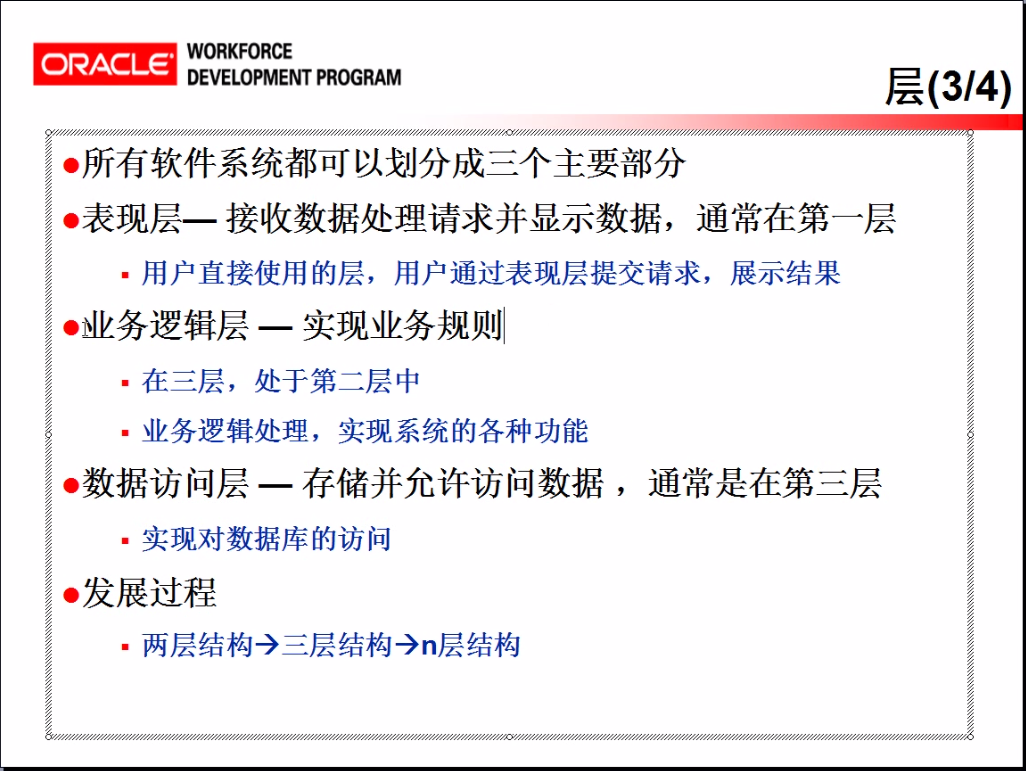 ORACLE WORKFORCE
DEVELOPMENT PROGRAM
层(3/4)
●所有软件系统都可以划分成三个主要部分
●表现层— 接收数据处理请求并显示数据，通常在第一层
▪ 用户直接使用的层，用户通过表现层提交请求，展示结果
●业务逻辑层 — 实现业务规则
▪ 在三层，处于第二层中
▪ 业务逻辑处理，实现系统的各种功能
●数据访问层 — 存储并允许访问数据 ，通常是在第三层
▪ 实现对数据库的访问
●发展过程
▪ 两层结构→三层结构→n层结构